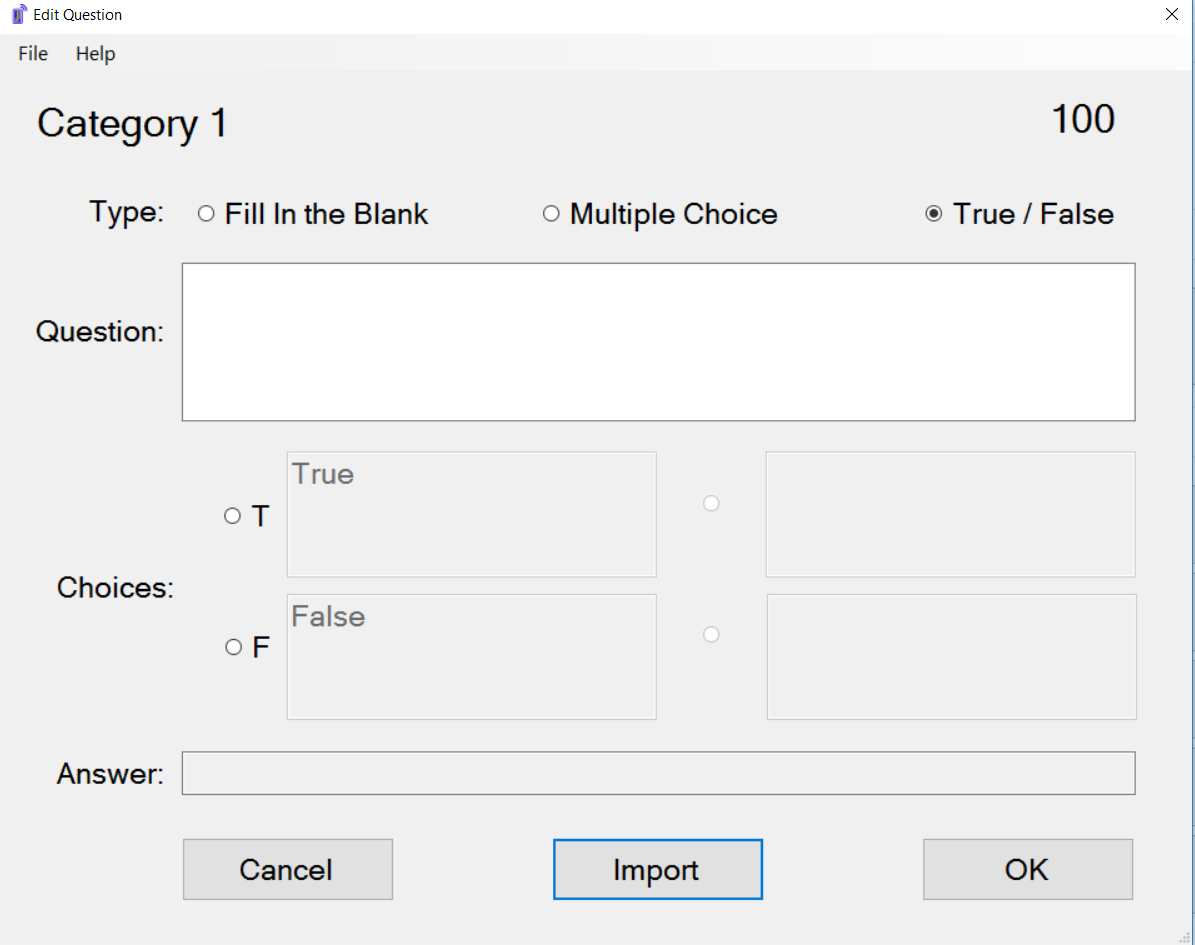 Edit Question
File Help
Category 1 100
Type: Fill In the Blank Multiple Choice True / False
Question:
True
T
Choices:
False
F
Answer:
Cancel Import OK